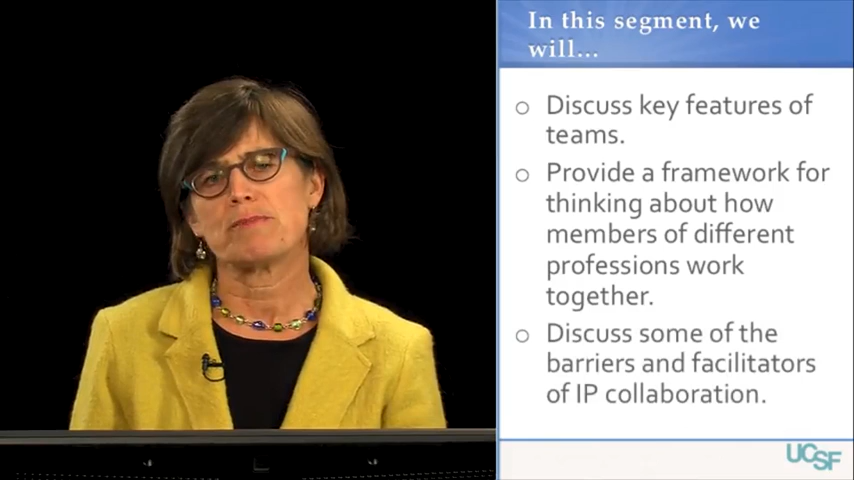 In this segment, we
will...
Discuss key features of
teams.
Provide a framework for
thinking about how
members of different
professions work
together.
Discuss some of the
barriers and facilitators
of IP collaboration.
UCSF